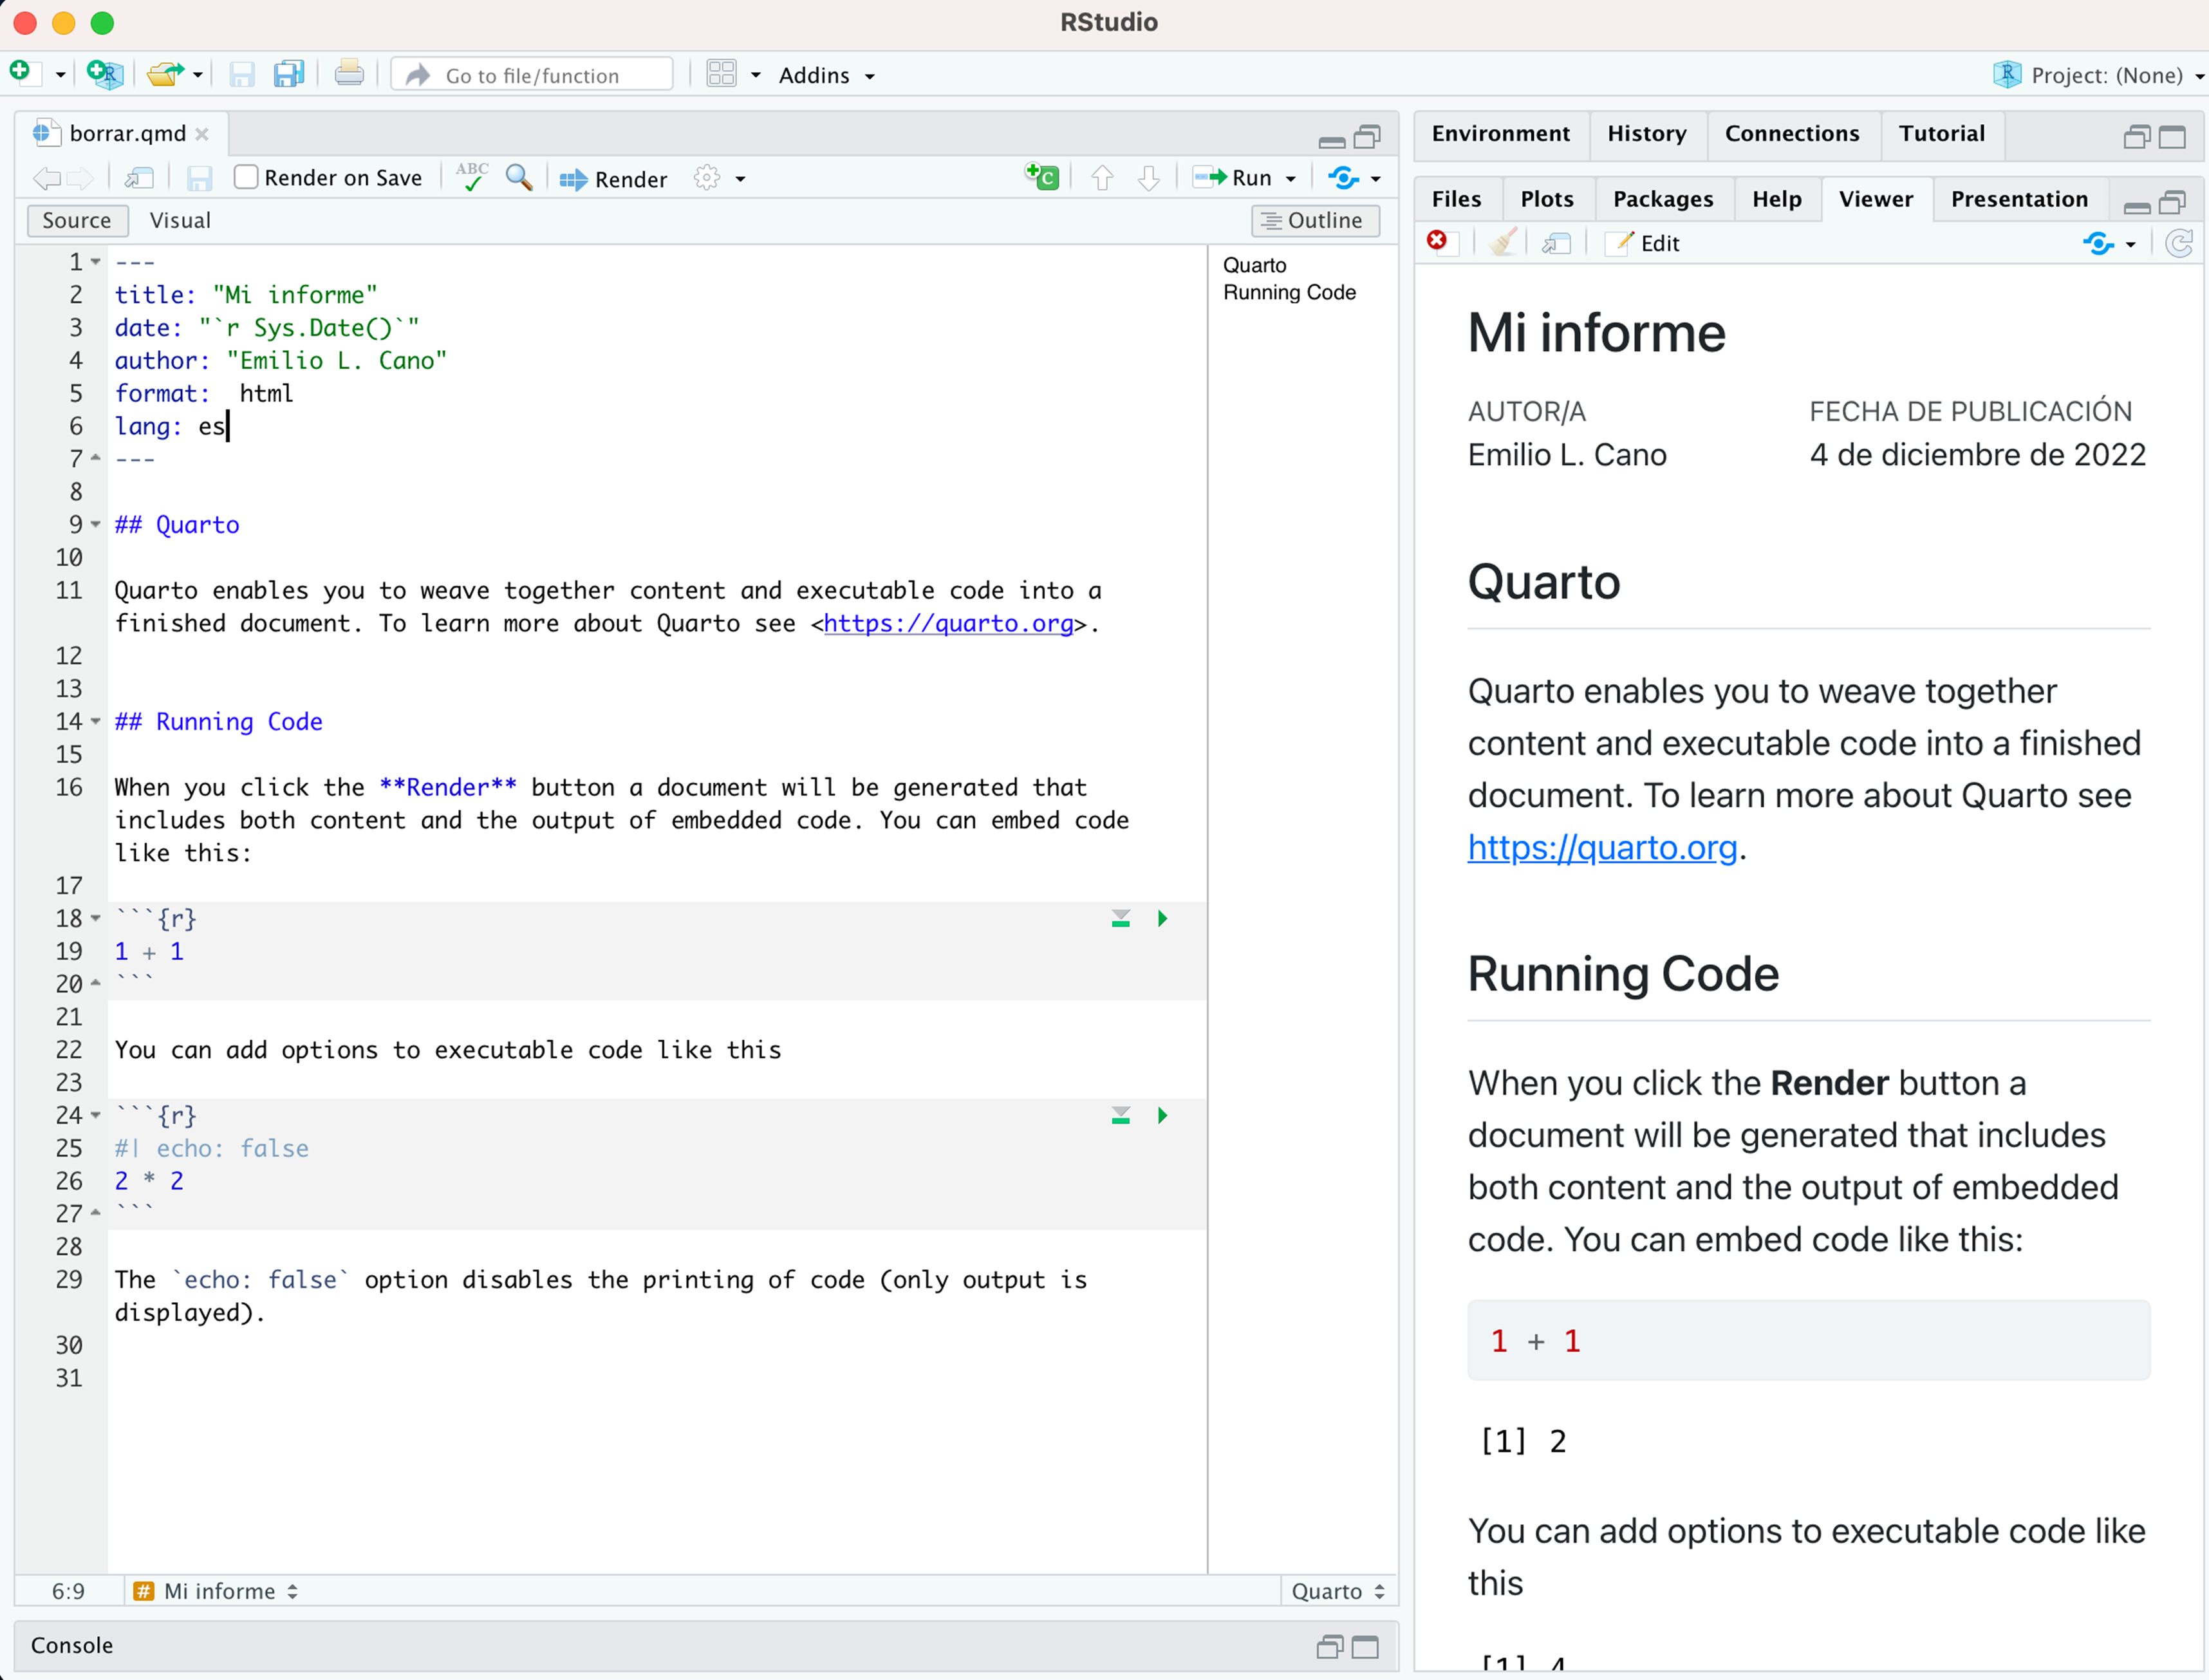 RStudio
Go to file/function
Addins
Project: (None)
borrar.qmd
Render on Save
ABC
Render
Run
Source
Visual
Outline
1 ---
2 title: "Mi informe"
3 date: "`r Sys.Date()`"
4 author: "Emilio L. Cano"
5 format:  html
6 lang: es
7 ---
8
9 ## Quarto
10
11 Quarto enables you to weave together content and executable code into a
finished document. To learn more about Quarto see <https://quarto.org>.
12
13
14 ## Running Code
15
16 When you click the **Render** button a document will be generated that
includes both content and the output of embedded code. You can embed code
like this:
17
18 ```{r}
19 1 + 1
20 ```
21
22 You can add options to executable code like this
23
24 ```{r}
25 #| echo: false
26 2 * 2
27 ```
28
29 The `echo: false` option disables the printing of code (only output is
displayed).
30
31
Quarto
Running Code
6:9
# Mi informe
Quarto
Console
Environment
History
Connections
Tutorial
Files
Plots
Packages
Help
Viewer
Presentation
Edit
Mi informe
AUTOR/A
FECHA DE PUBLICACIÓN
Emilio L. Cano
4 de diciembre de 2022
Quarto
Quarto enables you to weave together
content and executable code into a finished
document. To learn more about Quarto see
https://quarto.org.
Running Code
When you click the Render button a
document will be generated that includes
both content and the output of embedded
code. You can embed code like this:
1 + 1
[1] 2
You can add options to executable code like
this
[1] 4